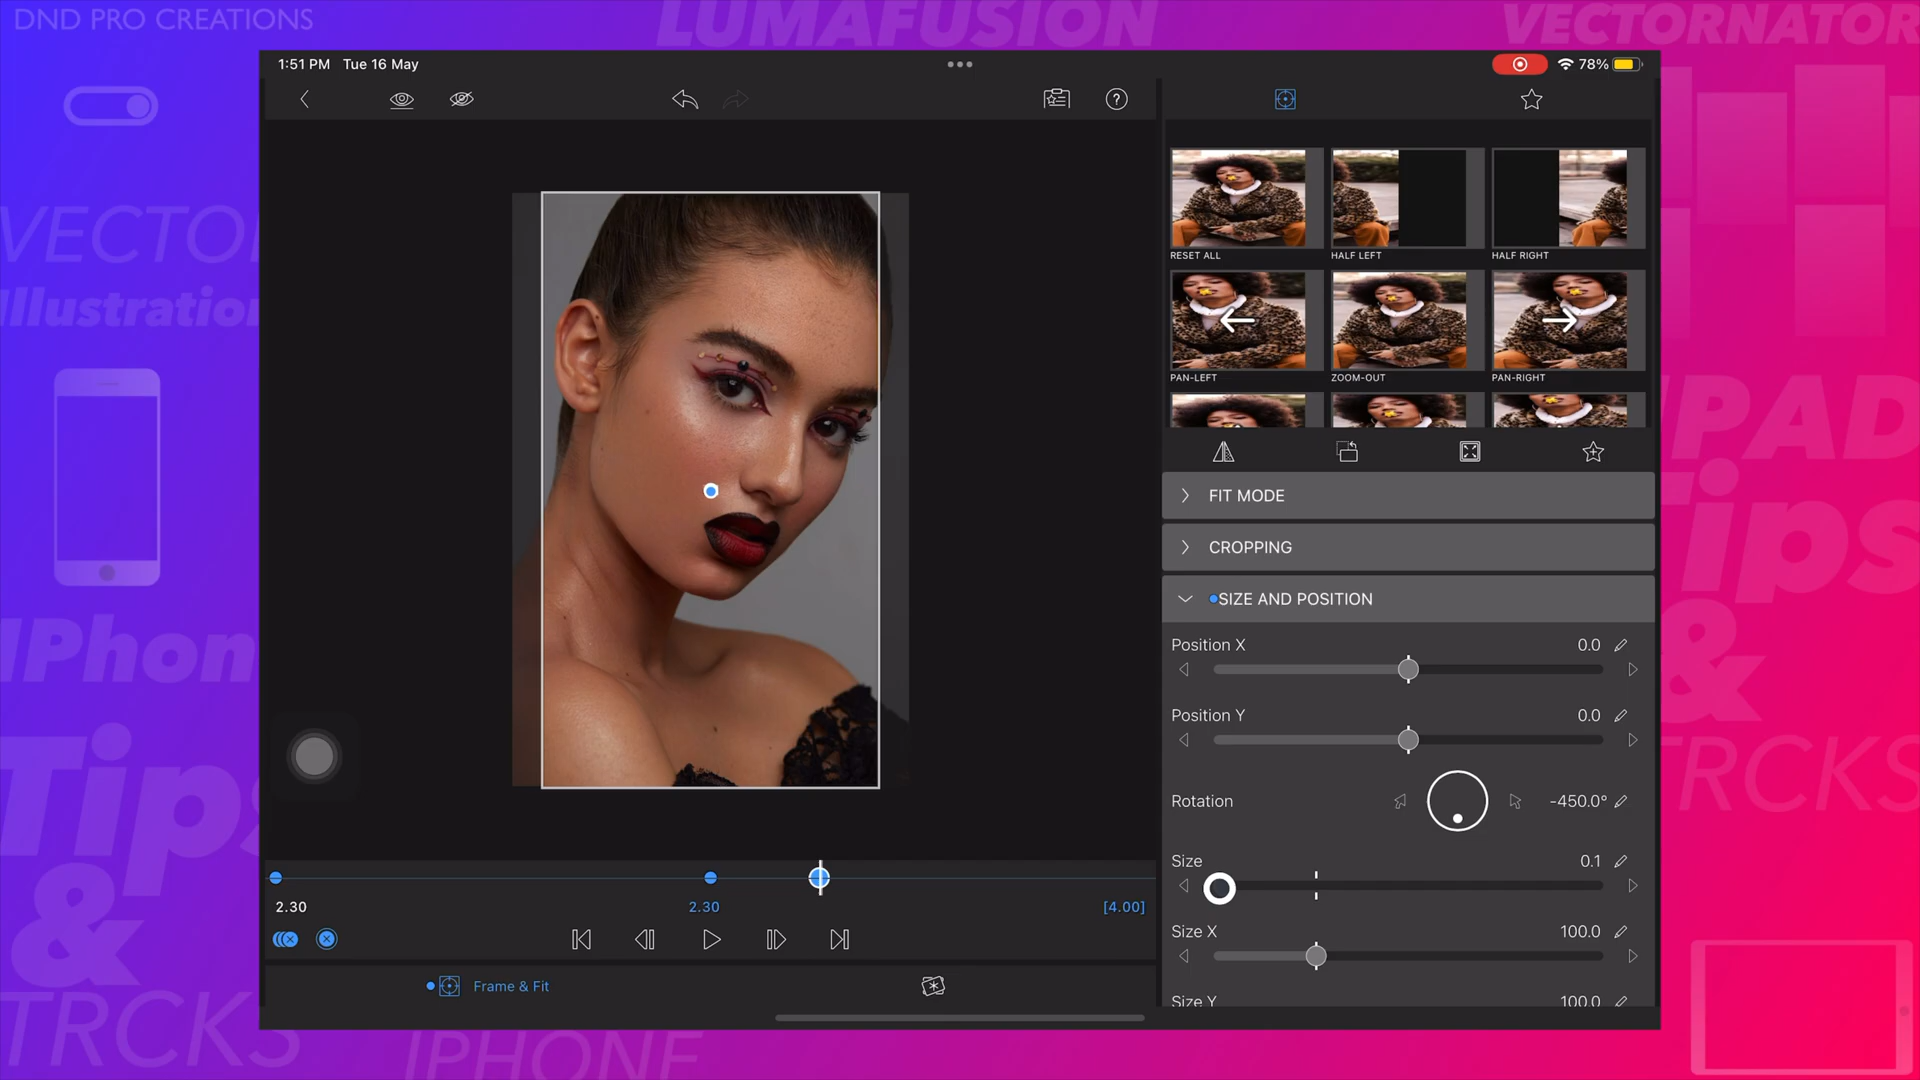 DND PRO CREATIONS
LUMAFUSION
VECTORNATOR
1:51 PM Tue 16 May
78%
RESET ALL
HALF LEFT
HALF RIGHT
PAN-LEFT
ZOOM-OUT
PAN-RIGHT
FIT MODE
CROPPING
SIZE AND POSITION
Position X 0.0
Position Y 0.0
Rotation -450.0°
Size 0.1
Size X 100.0
Size Y 100.0
2.30
2.30
[4.00]
Frame & Fit
VECTO
Illustration
IPhon
Tips
&
TRCKS
IPHONE
IPAD
Tips
&
TRCKS